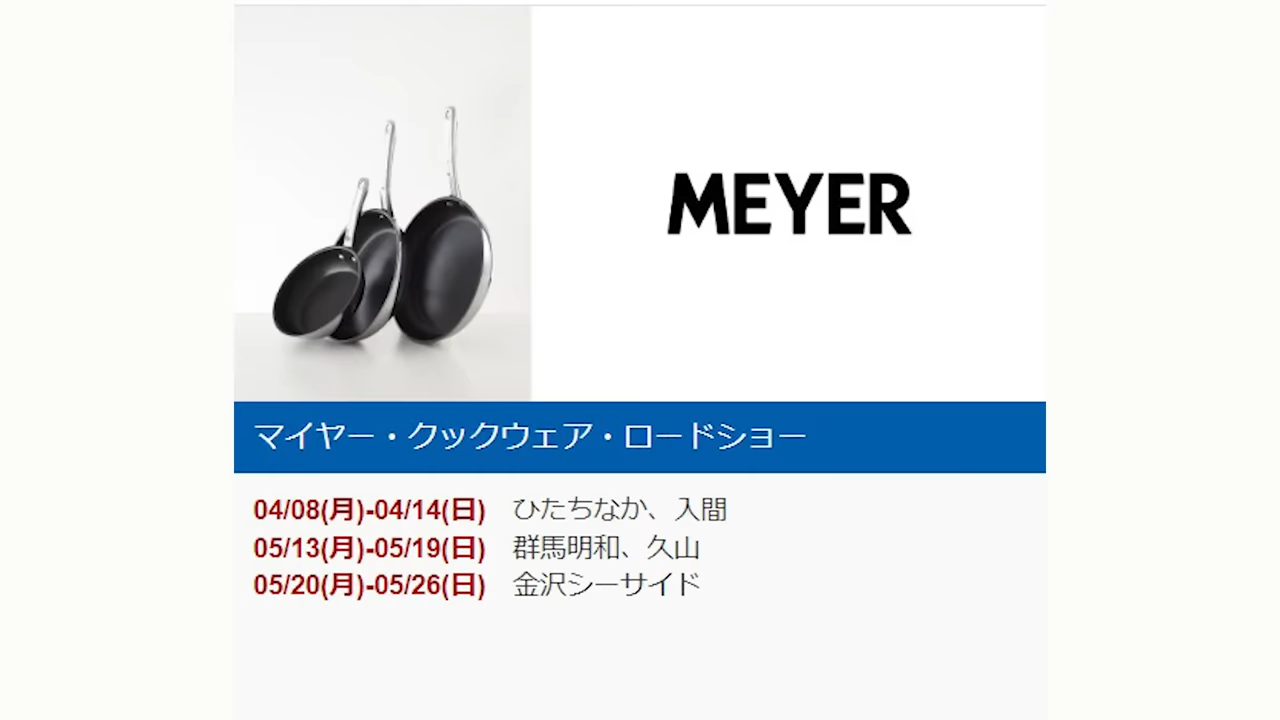 MEYER
マイヤー・クックウェア・ロードショー
04/08(月)-04/14(日) ひたちなか、入間
05/13(月)-05/19(日) 群馬明和、久山
05/20(月)-05/26(日) 金沢シーサイド